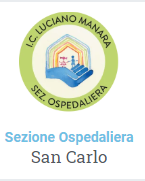 I.C. LUCIANO MANARA
SEZ. OSPEDALIERA
Sezione Ospedaliera
San Carlo